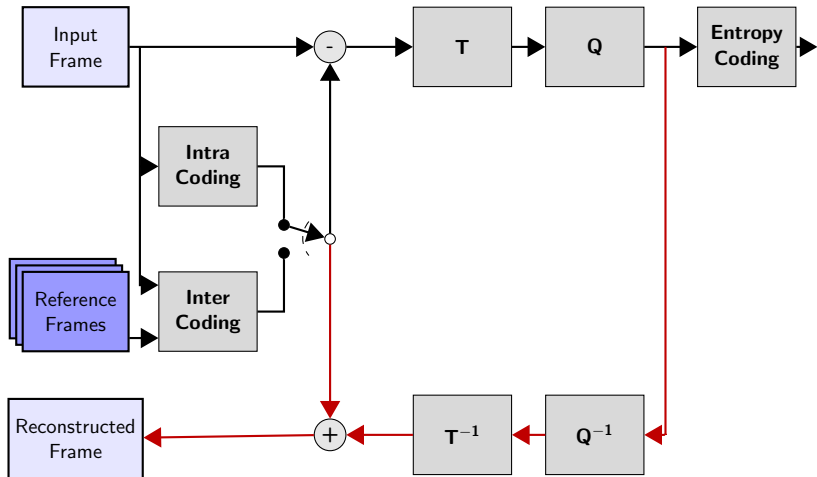 Input
Frame
-
T
Q
Entropy
Coding
Intra
Coding
Reference
Frames
Inter
Coding
Reconstructed
Frame
+
T⁻¹
Q⁻¹